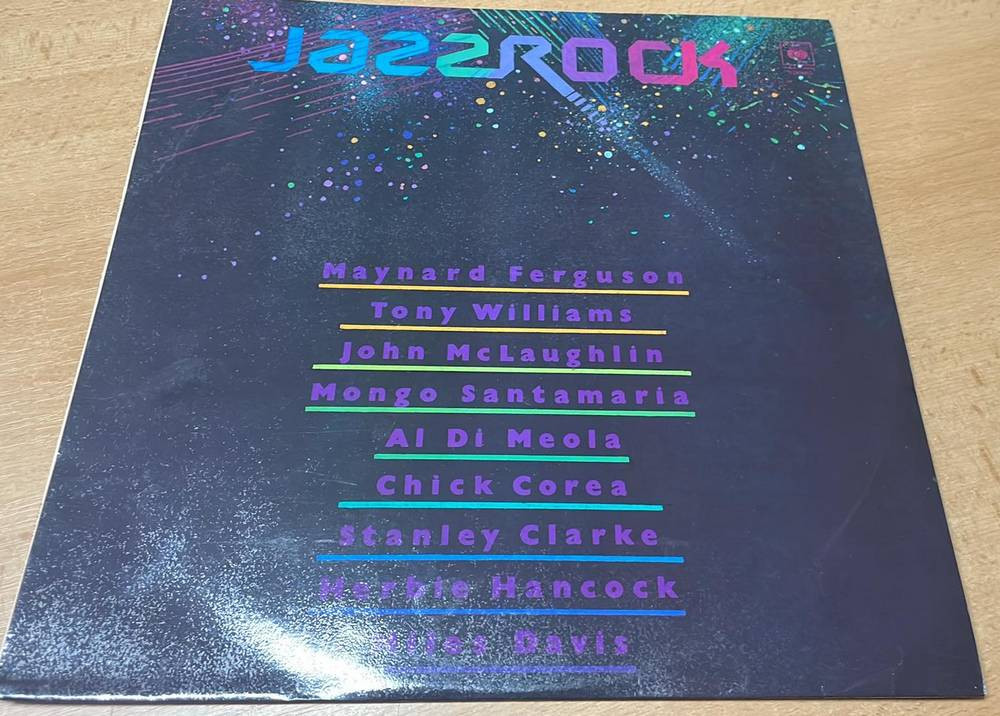 JazzROCK
Maynard Ferguson
Tony Williams
John McLaughlin
Mongo Santamaria
Al Di Meola
Chick Corea
Stanley Clarke
Herbie Hancock
Miles Davis